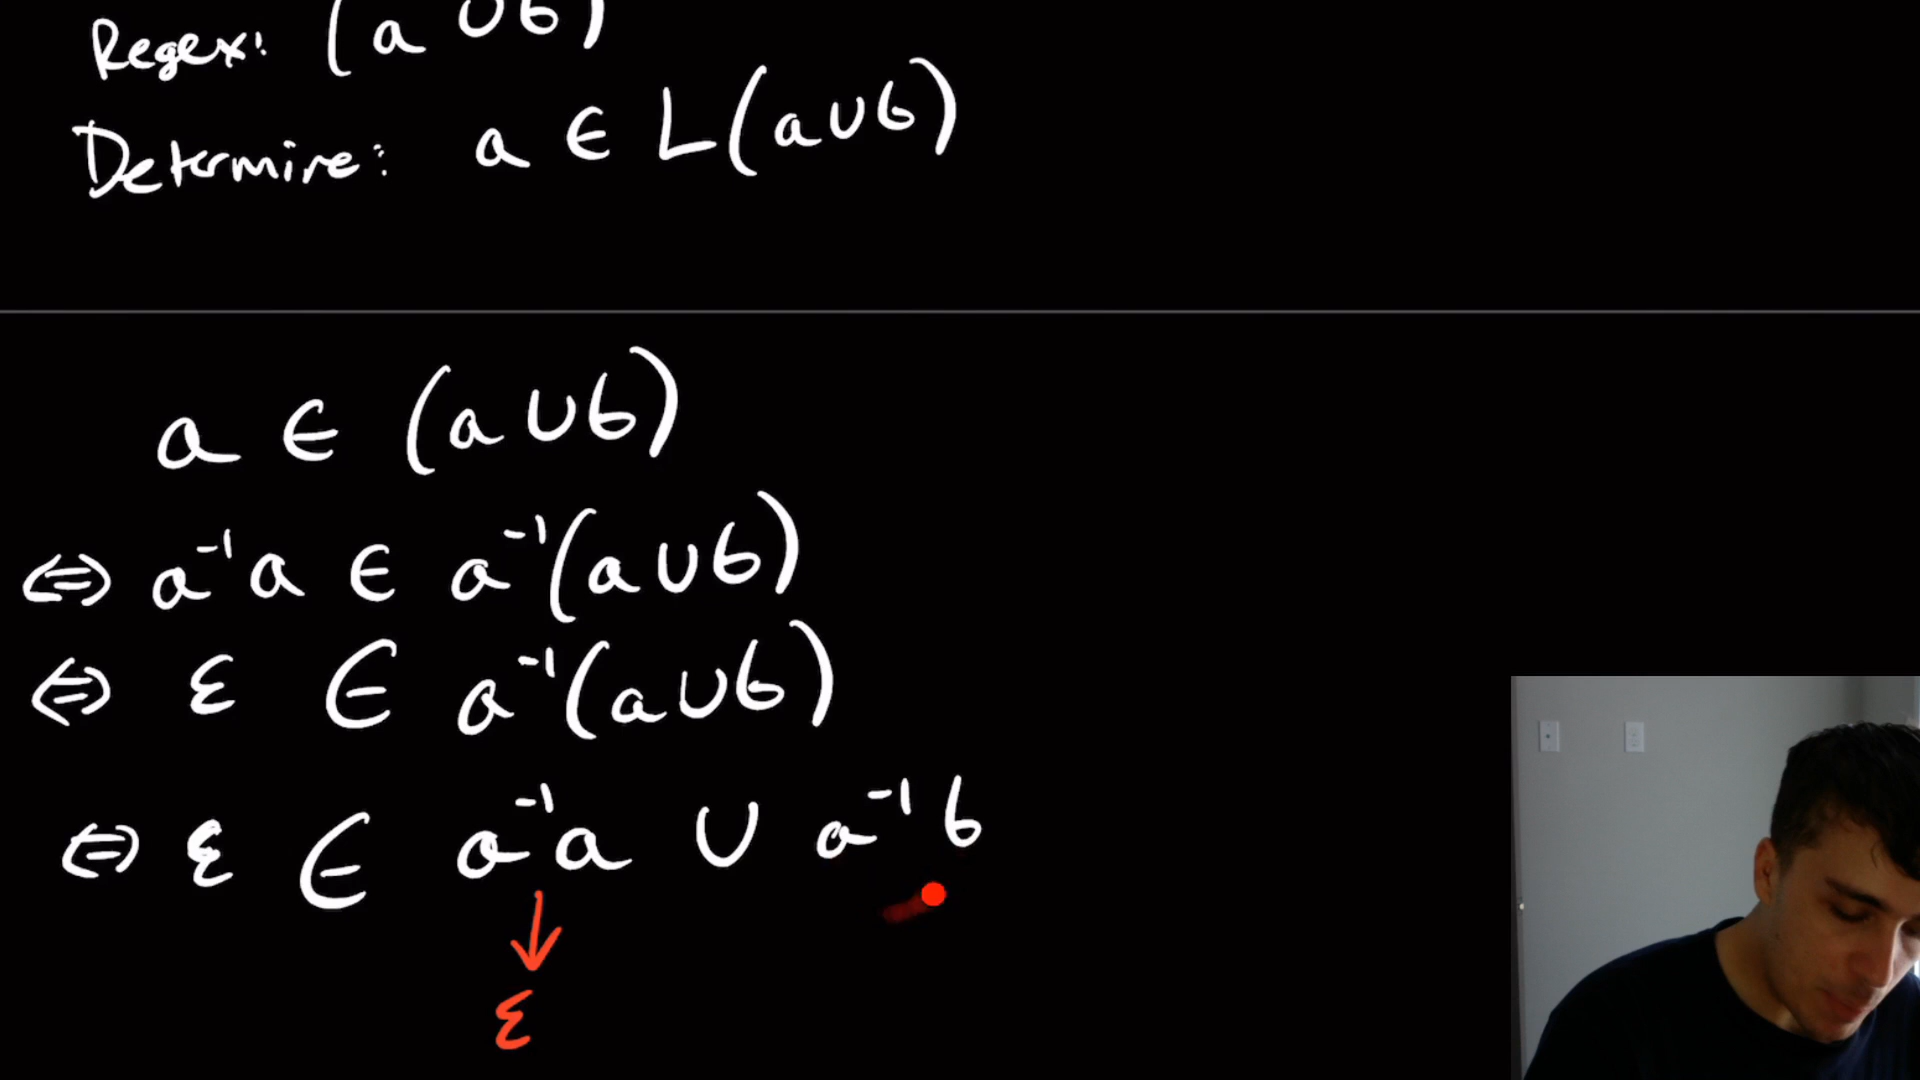 Regex: (a ∪ b)
Determine: a ∈ L(a∪b)
a ∈ (a∪b)
⇔ a⁻¹a ∈ a⁻¹(a∪b)
⇔ ε ∈ a⁻¹(a∪b)
⇔ ε ∈ a⁻¹a ∪ a⁻¹b
↓
ε